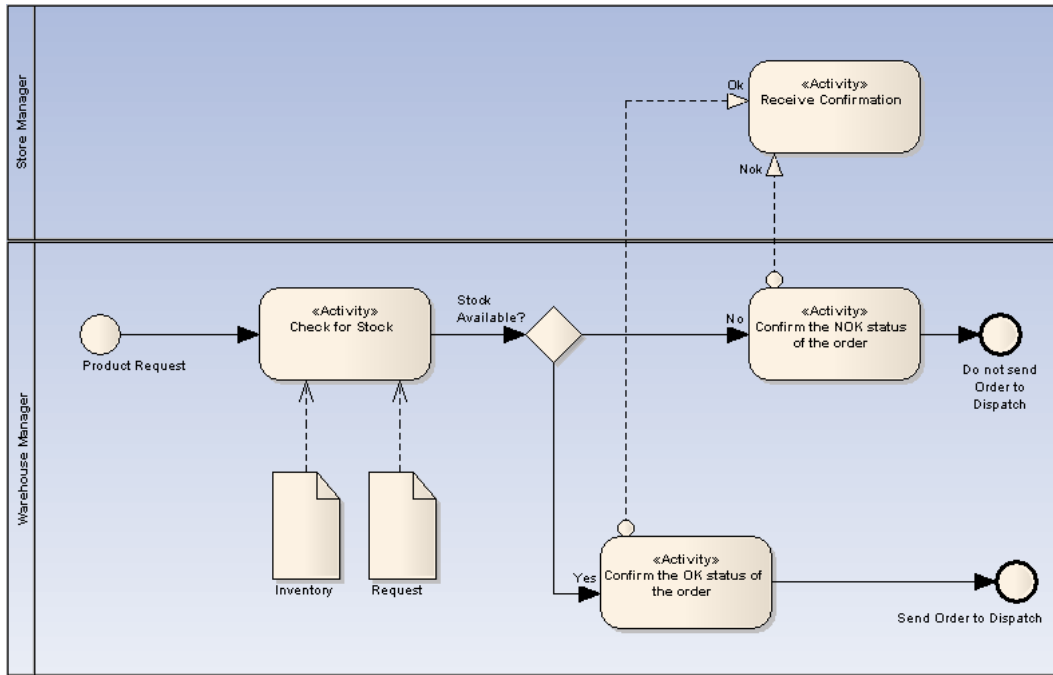 Store Manager
Ok
«Activity»
Receive Confirmation
Nok
Warehouse Manager
Product Request
«Activity»
Check for Stock
Stock
Available?
No
«Activity»
Confirm the NOK status
of the order
Do not send
Order to
Dispatch
Inventory
Request
Yes
«Activity»
Confirm the OK status of
the order
Send Order to Dispatch